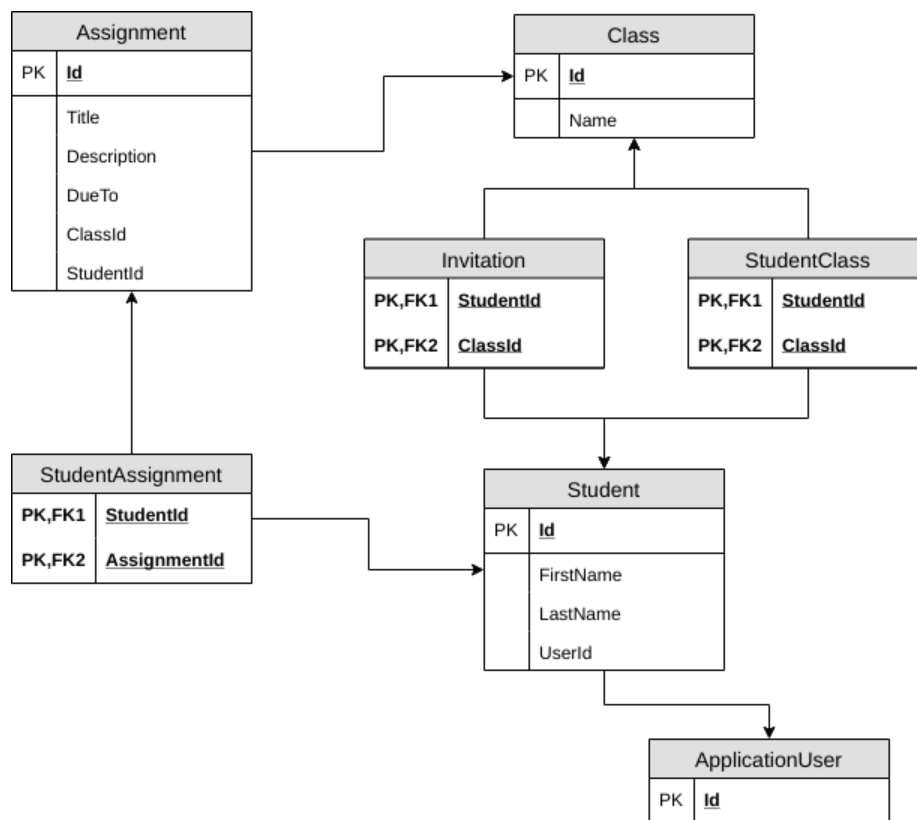 Assignment
PK Id
Title
Description
DueTo
ClassId
StudentId
Class
PK Id
Name
Invitation
PK,FK1 StudentId
PK,FK2 ClassId
StudentClass
PK,FK1 StudentId
PK,FK2 ClassId
StudentAssignment
PK,FK1 StudentId
PK,FK2 AssignmentId
Student
PK Id
FirstName
LastName
UserId
ApplicationUser
PK Id